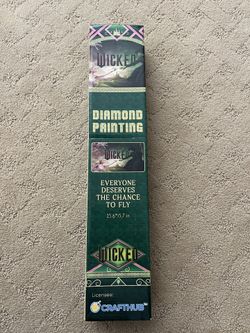 WICKED
DIAMOND
PAINTING
WICKED
EVERYONE
DESERVES
THE CHANCE
TO FLY
WICKED
Licensee:
CRAFTHUB